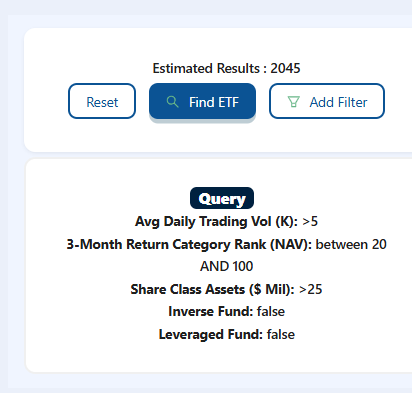 Estimated Results : 2045
Reset
Find ETF
Add Filter
Query
Avg Daily Trading Vol (K): >5
3-Month Return Category Rank (NAV): between 20
AND 100
Share Class Assets ($ Mil): >25
Inverse Fund: false
Leveraged Fund: false